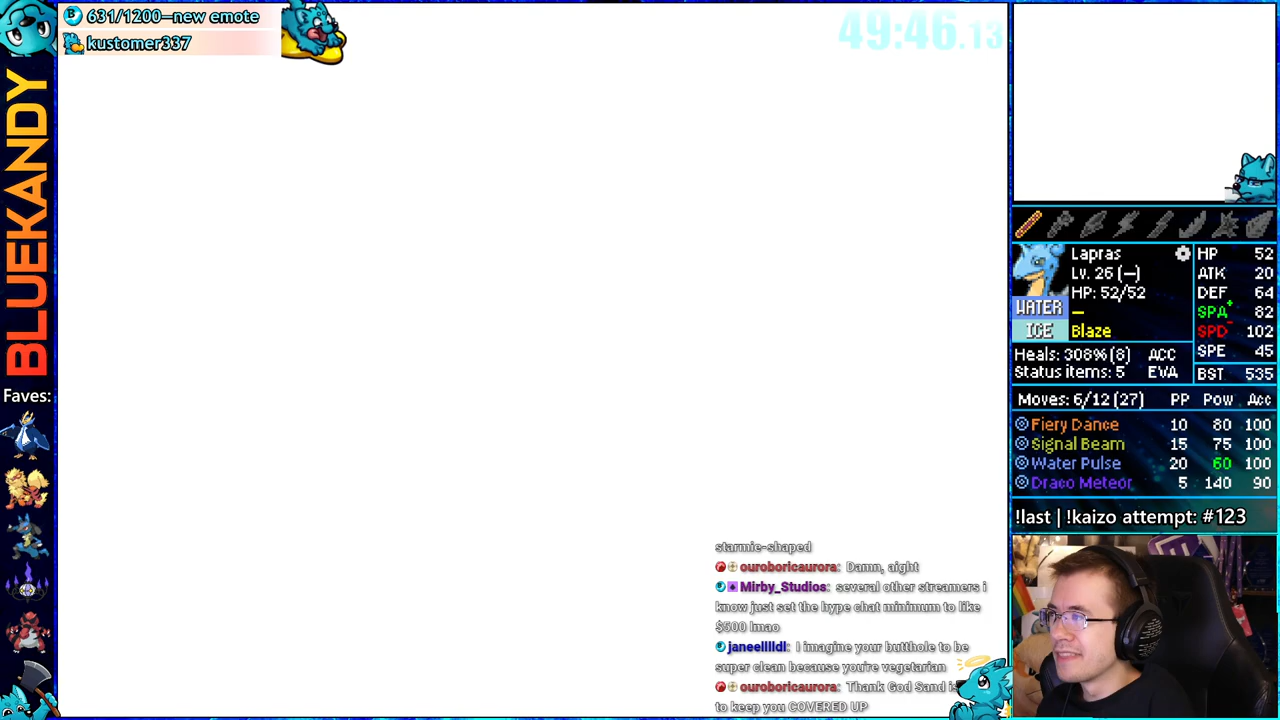 631/1200—new emote
kustomer337
BLUEKANDY
Faves:
49:46.13
starmie-shaped
ouroboricaurora: Damn, aight
Mirby_Studios: several other streamers i
know just set the hype chat minimum to like
$500 lmao
janeelllldl: I imagine your butthole to be
super clean because you're vegetarian
ouroboricaurora: Thank God Sand is
to keep you COVERED UP
Lapras
Lv. 26 (—)
HP: 52/52
—
WATER
ICE
Blaze
Heals: 308% (8) ACC
Status items: 5 EVA
HP 52
ATK 20
DEF 64
SPA+ 82
SPD- 102
SPE 45
BST 535
Moves: 6/12 (27) PP Pow Acc
Fiery Dance 10 80 100
Signal Beam 15 75 100
Water Pulse 20 60 100
Draco Meteor 5 140 90
!last | !kaizo attempt: #123